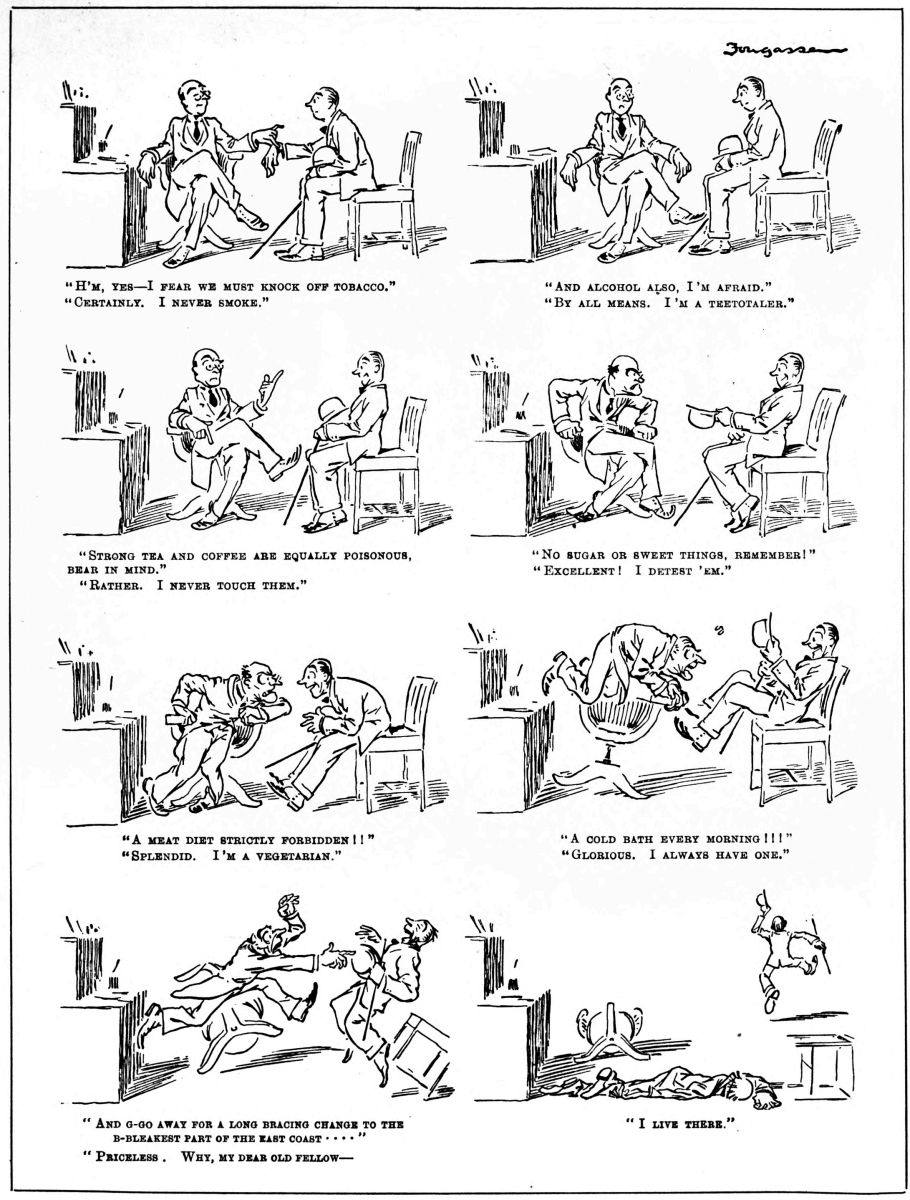 Fougasse
"H'm, yes—I fear we must knock off tobacco."
"Certainly. I never smoke."
"And alcohol also, I'm afraid."
"By all means. I'm a teetotaler."
"Strong tea and coffee are equally poisonous,
bear in mind."
"Rather. I never touch them."
"No sugar or sweet things, remember!"
"Excellent! I detest 'em."
"A meat diet strictly forbidden!!"
"Splendid. I'm a vegetarian."
"A cold bath every morning!!!"
"Glorious. I always have one."
"And g-go away for a long bracing change to the
b-bleakest part of the east coast ...."
"Priceless. Why, my dear old fellow—
"I live there."